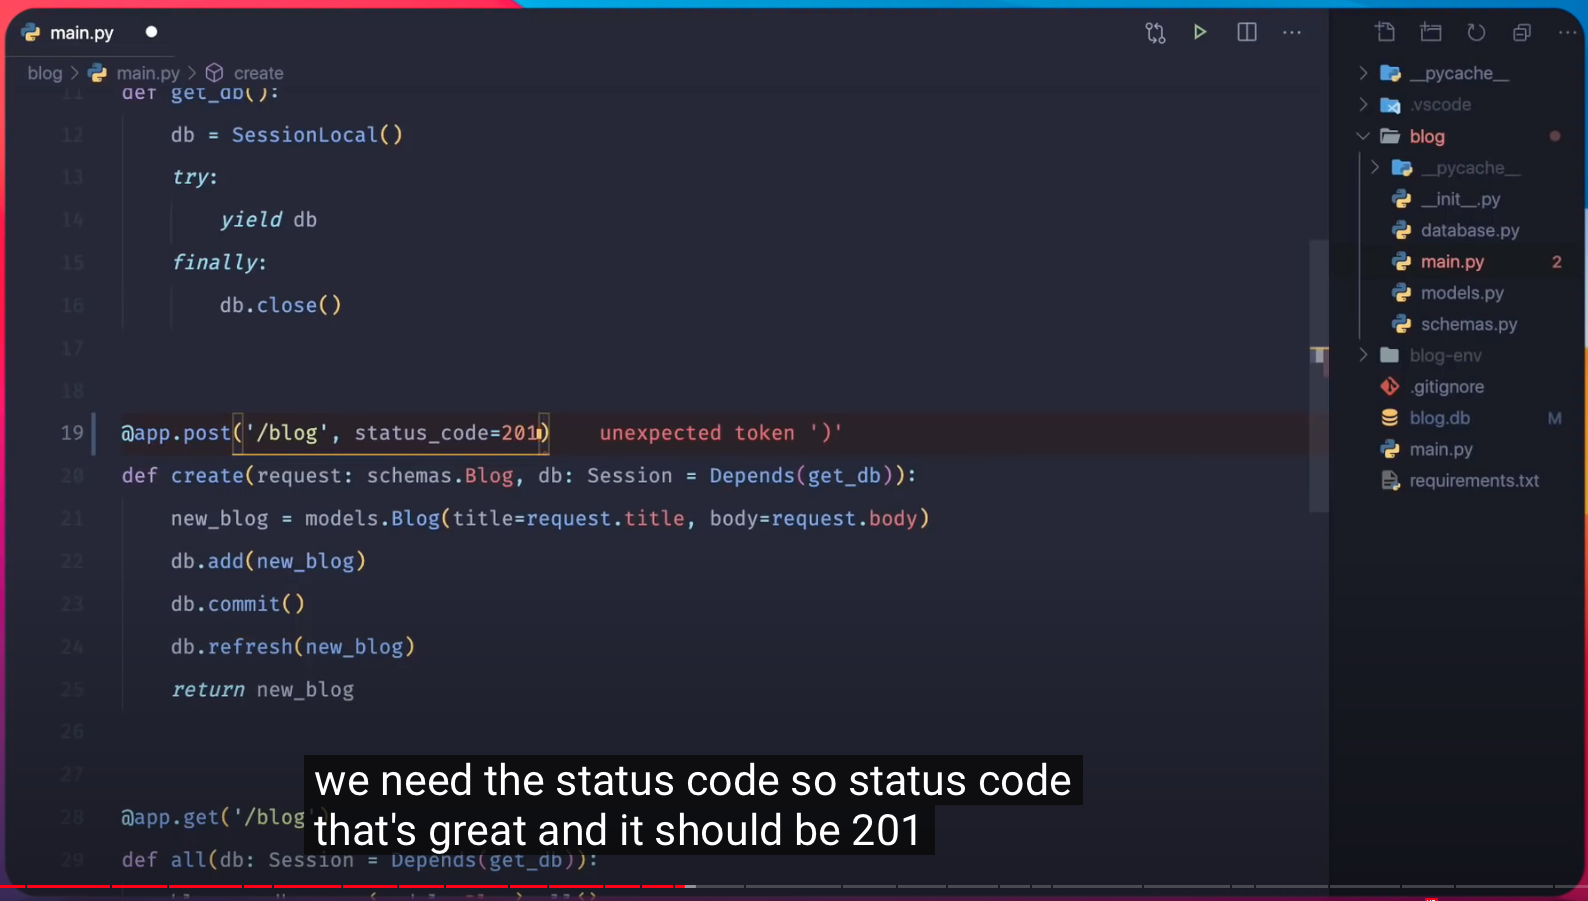 main.py
blog > main.py > create
11 def get_db():
12 db = SessionLocal()
13 try:
14 yield db
15 finally:
16 db.close()
17
18
19 @app.post('/blog', status_code=201) unexpected token ')'
20 def create(request: schemas.Blog, db: Session = Depends(get_db)):
21 new_blog = models.Blog(title=request.title, body=request.body)
22 db.add(new_blog)
23 db.commit()
24 db.refresh(new_blog)
25 return new_blog
26
27
28 @app.get('/blog')
29 def all(db: Session = Depends(get_db)):
we need the status code so status code
that's great and it should be 201
__pycache__
.vscode
blog
__pycache__
__init__.py
database.py
main.py 2
models.py
schemas.py
blog-env
.gitignore
blog.db M
main.py
requirements.txt